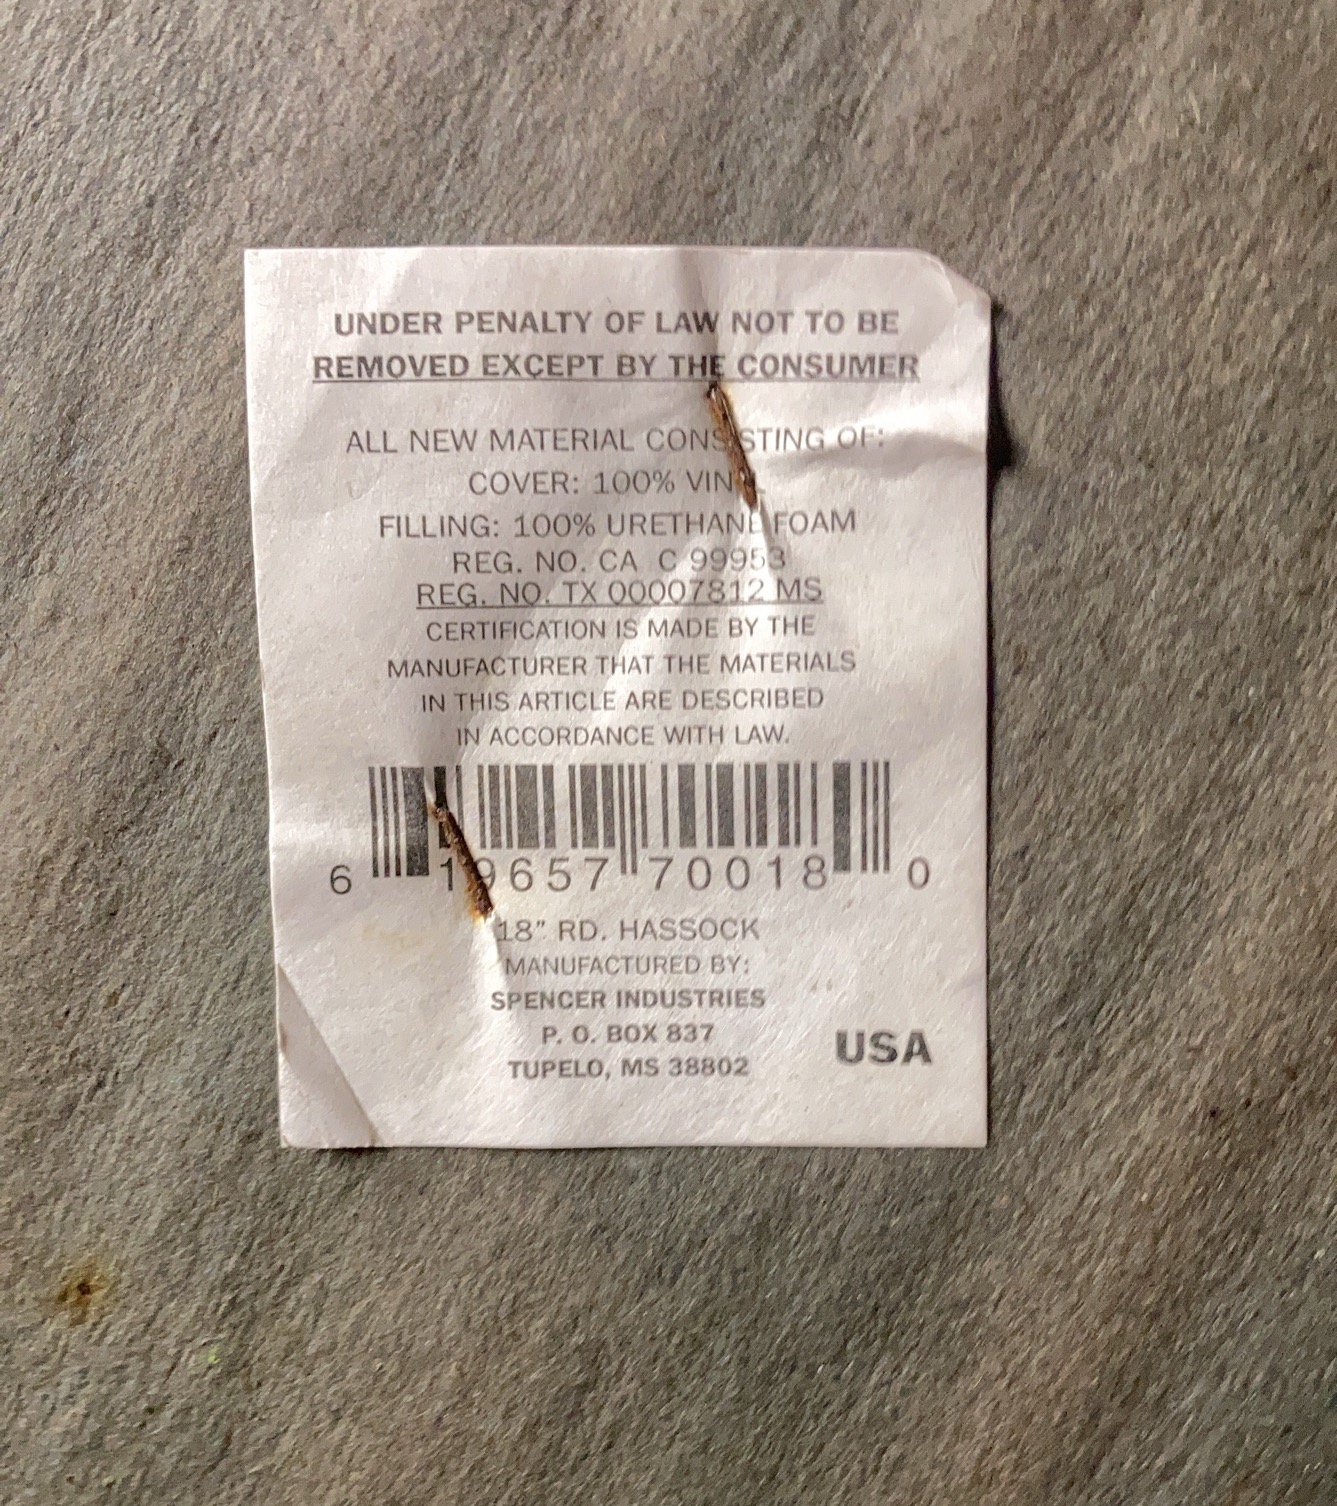 UNDER PENALTY OF LAW NOT TO BE
REMOVED EXCEPT BY THE CONSUMER
ALL NEW MATERIAL CONSISTING OF:
COVER: 100% VINYL
FILLING: 100% URETHANE FOAM
REG. NO. CA C 99953
REG. NO. TX 00007812 MS
CERTIFICATION IS MADE BY THE
MANUFACTURER THAT THE MATERIALS
IN THIS ARTICLE ARE DESCRIBED
IN ACCORDANCE WITH LAW.
6 19657 70018 0
18" RD. HASSOCK
MANUFACTURED BY:
SPENCER INDUSTRIES
P. O. BOX 837
TUPELO, MS 38802
USA